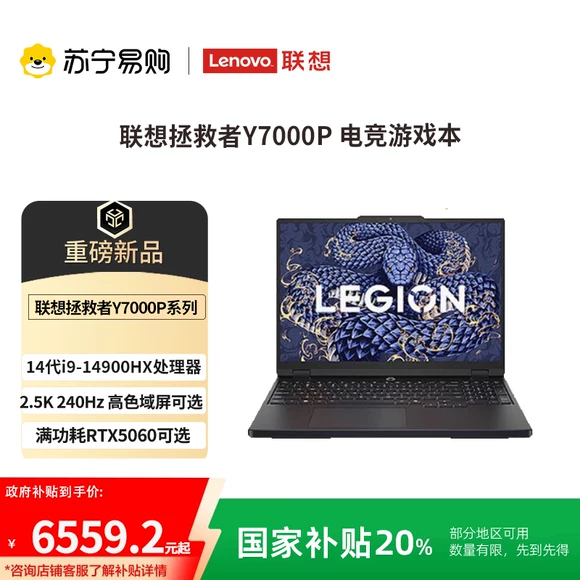 苏宁易购 Lenovo 联想
联想拯救者Y7000P 电竞游戏本
重磅新品
联想拯救者Y7000P系列
14代i9-14900HX处理器
2.5K 240Hz 高色域屏可选
满功耗RTX5060可选
LEGION
政府补贴到手价:
¥ 6559.2元起
*咨询店铺客服了解补贴详情
国家补贴20%
部分地区可用
数量有限，先到先得